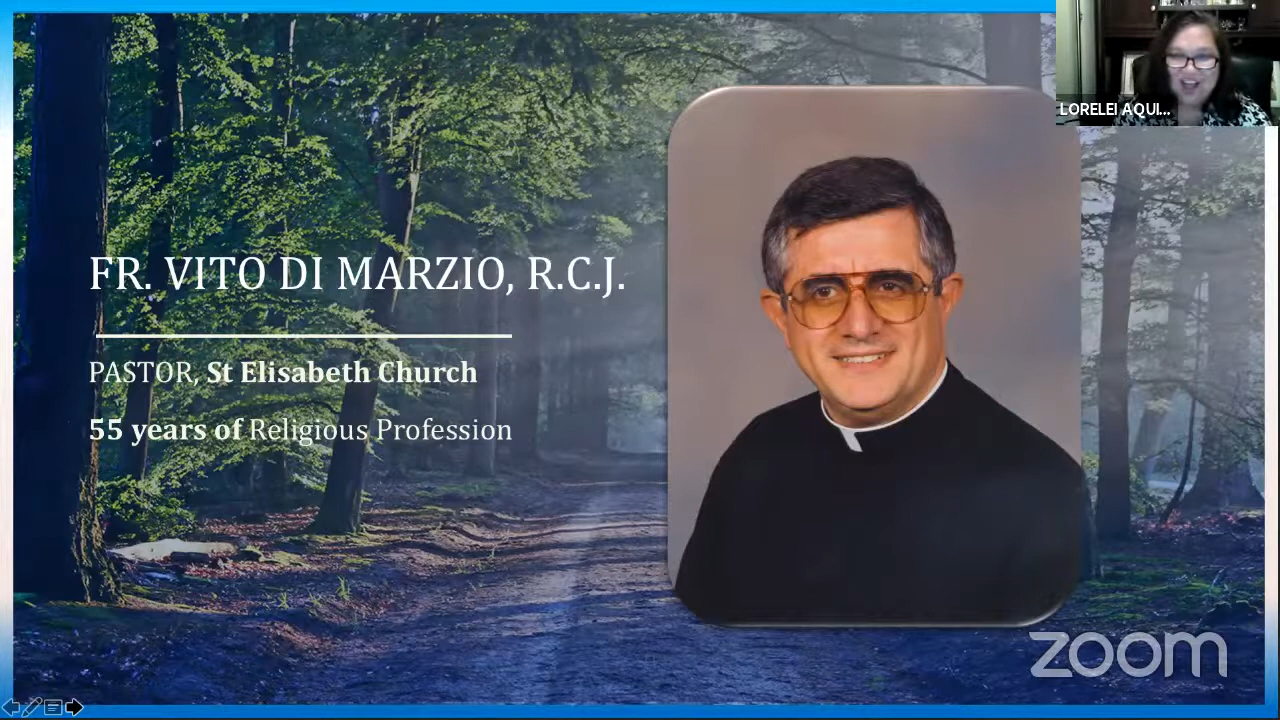 LORELEI AQUI...
FR. VITO DI MARZIO, R.C.J.
PASTOR, St Elisabeth Church
55 years of Religious Profession
zoom